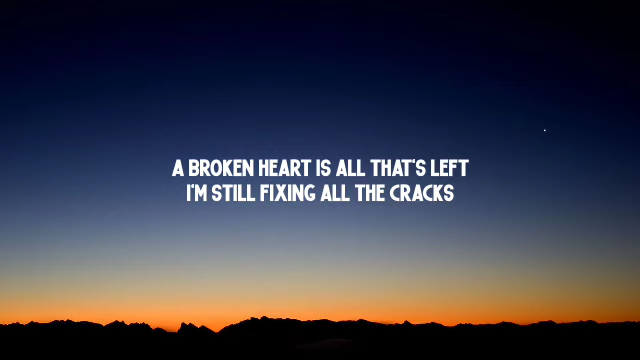 A BROKEN HEART IS ALL THAT'S LEFT
I'M STILL FIXING ALL THE CRACKS